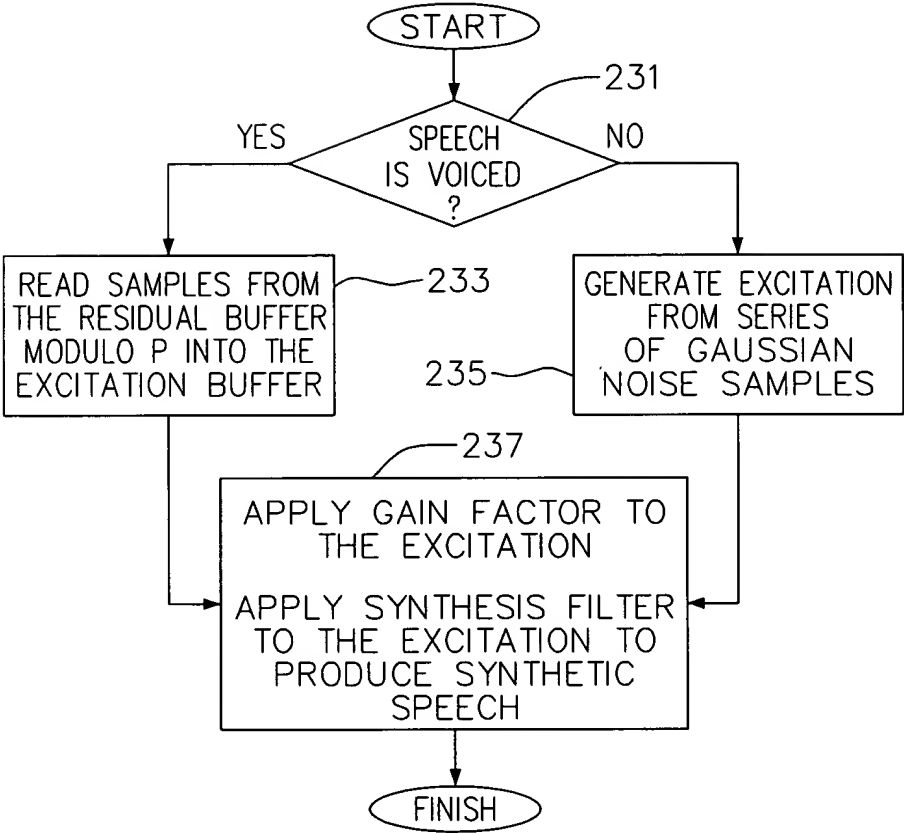 START
231
YES
SPEECH
IS VOICED
?
NO
READ SAMPLES FROM
THE RESIDUAL BUFFER
MODULO P INTO THE
EXCITATION BUFFER
233
GENERATE EXCITATION
FROM SERIES
OF GAUSSIAN
NOISE SAMPLES
235
237
APPLY GAIN FACTOR TO
THE EXCITATION
APPLY SYNTHESIS FILTER
TO THE EXCITATION TO
PRODUCE SYNTHETIC
SPEECH
FINISH